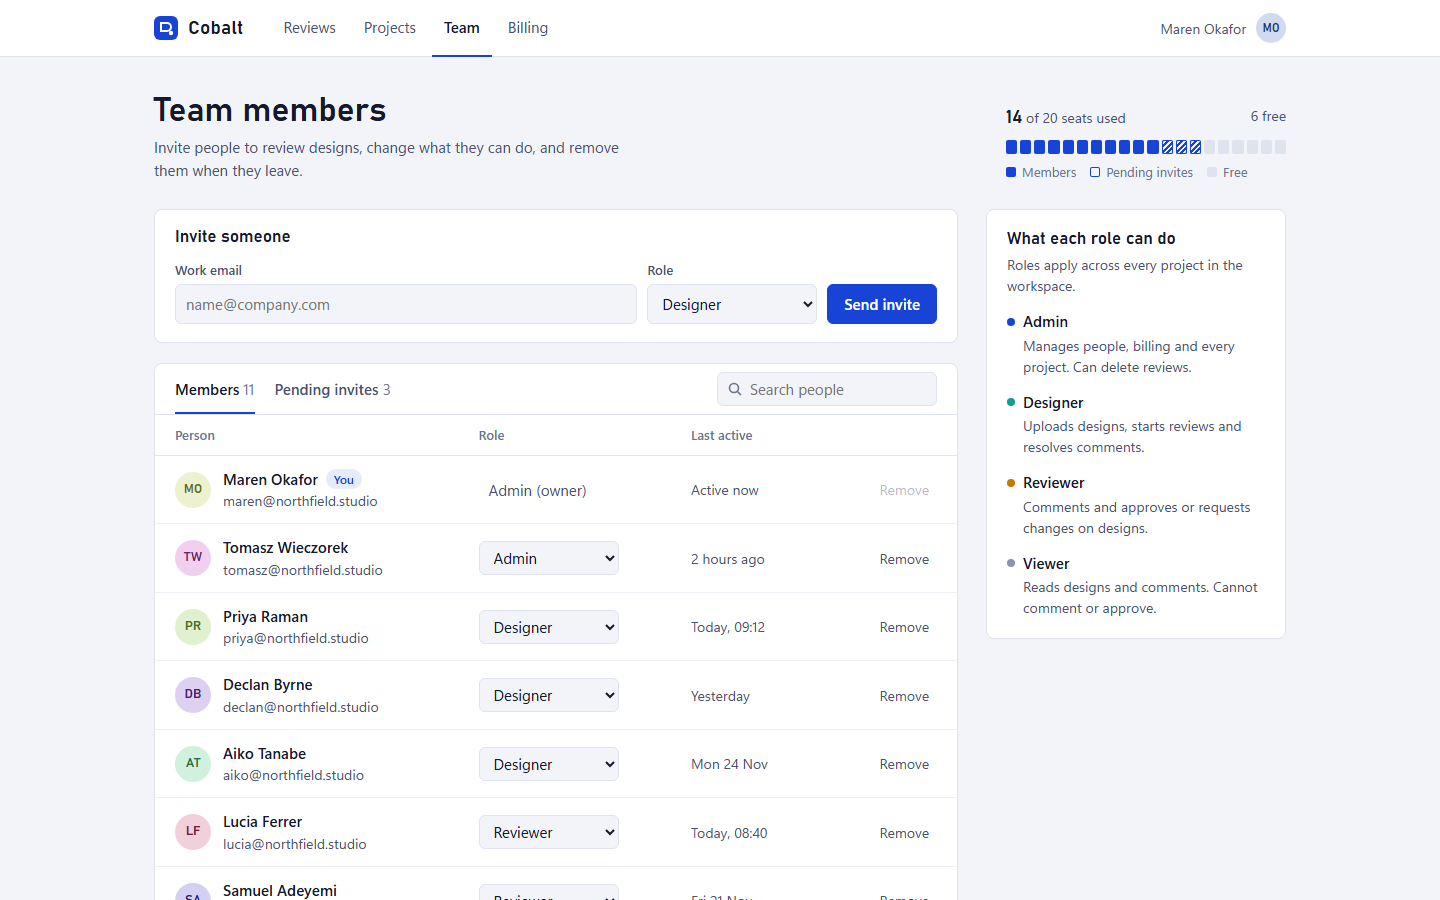 Cobalt
Reviews
Projects
Team
Billing
Maren Okafor
MO
Team members
Invite people to review designs, change what they can do, and remove
them when they leave.
14 of 20 seats used
6 free
Members
Pending invites
Free
Invite someone
Work email
Role
name@company.com
Designer
Send invite
Members 11
Pending invites 3
Search people
Person
Role
Last active
MO
Maren Okafor
You
maren@northfield.studio
Admin (owner)
Active now
Remove
TW
Tomasz Wieczorek
tomasz@northfield.studio
Admin
2 hours ago
Remove
PR
Priya Raman
priya@northfield.studio
Designer
Today, 09:12
Remove
DB
Declan Byrne
declan@northfield.studio
Designer
Yesterday
Remove
AT
Aiko Tanabe
aiko@northfield.studio
Designer
Mon 24 Nov
Remove
LF
Lucia Ferrer
lucia@northfield.studio
Reviewer
Today, 08:40
Remove
SA
Samuel Adeyemi
Reviewer
Fri 21 Nov
Remove
What each role can do
Roles apply across every project in the
workspace.
Admin
Manages people, billing and every
project. Can delete reviews.
Designer
Uploads designs, starts reviews and
resolves comments.
Reviewer
Comments and approves or requests
changes on designs.
Viewer
Reads designs and comments. Cannot
comment or approve.